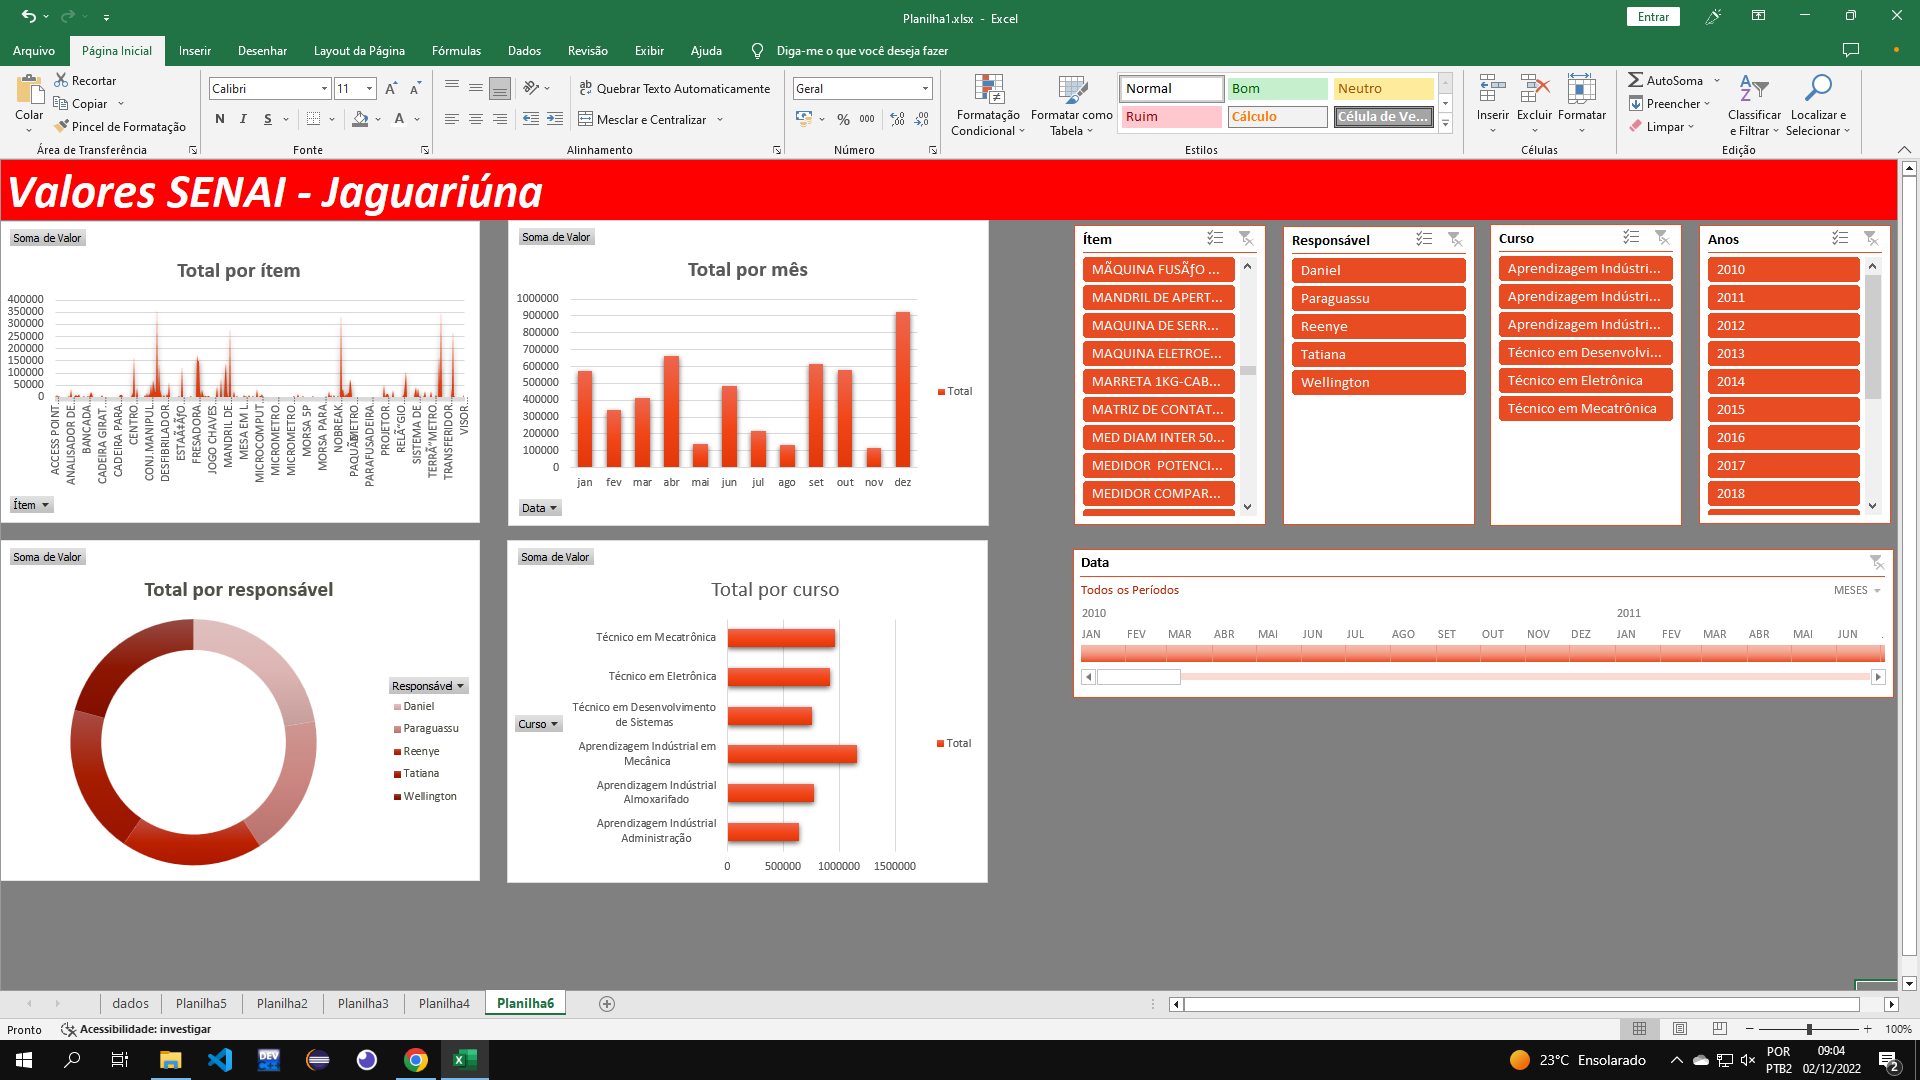 Planilha1.xlsx - Excel
Entrar
Arquivo
Página Inicial
Inserir
Desenhar
Layout da Página
Fórmulas
Dados
Revisão
Exibir
Ajuda
Diga-me o que você deseja fazer
Colar
Recortar
Copiar
Pincel de Formatação
Área de Transferência
Calibri
11
N I S
Fonte
Quebrar Texto Automaticamente
Mesclar e Centralizar
Alinhamento
Geral
% 000
Número
Formatação Condicional
Formatar como Tabela
Normal
Bom
Neutro
Ruim
Cálculo
Célula de Ve...
Estilos
Inserir
Excluir
Formatar
Células
AutoSoma
Preencher
Limpar
Classificar e Filtrar
Localizar e Selecionar
Edição
Valores SENAI - Jaguariúna
Soma de Valor
Total por ítem
400000
350000
300000
250000
200000
150000
100000
50000
0
ACCESS POINT
ANALISADOR DE
BANCADA
CADEIRA GIRAT...
CADEIRA PARA
CENTRO
CONJ.MANIPUL
DESFIBRILADOR
ESTAÃ‡ÃƒO
FRESADORA
JOGO CHAVES
MANDRIL DE
MESA EM L
MICROCOMPUT
MICROMETRO
MICROMETRO
MORSA 5P
MORSA PARA
NOBREAK
PARAFUSADEIRA
PROJETOR
RELÃ“GIO
SISTEMA DE
TERRÃ”METRO
TRANSFERIDOR
VISOR
Ítem
Soma de Valor
Total por mês
1000000
900000
800000
700000
600000
500000
400000
300000
200000
100000
0
jan fev mar abr mai jun jul ago set out nov dez
Total
Data
Soma de Valor
Total por responsável
Responsável
Daniel
Paraguassu
Reenye
Tatiana
Wellington
Soma de Valor
Total por curso
Curso
Técnico em Mecatrônica
Técnico em Eletrônica
Técnico em Desenvolvimento
de Sistemas
Aprendizagem Indústrial em
Mecânica
Aprendizagem Indústrial
Almoxarifado
Aprendizagem Indústrial
Administração
0 500000 1000000 1500000
Total
Ítem
MÃQUINA FUSÃƒO ...
MANDRIL DE APERT...
MAQUINA DE SERR...
MAQUINA ELETROE...
MARRETA 1KG-CAB...
MATRIZ DE CONTAT...
MED DIAM INTER 50...
MEDIDOR  POTENCI...
MEDIDOR COMPAR...
Responsável
Daniel
Paraguassu
Reenye
Tatiana
Wellington
Curso
Aprendizagem Indústri...
Aprendizagem Indústri...
Aprendizagem Indústri...
Técnico em Desenvolvi...
Técnico em Eletrônica
Técnico em Mecatrônica
Anos
2010
2011
2012
2013
2014
2015
2016
2017
2018
Data
Todos os Períodos
MESES
2010 2011
JAN FEV MAR ABR MAI JUN JUL AGO SET OUT NOV DEZ JAN FEV MAR ABR MAI JUN
dados
Planilha5
Planilha2
Planilha3
Planilha4
Planilha6
Pronto
Acessibilidade: investigar
100%
23°C Ensolarado
POR
PTB2
09:04
02/12/2022
2